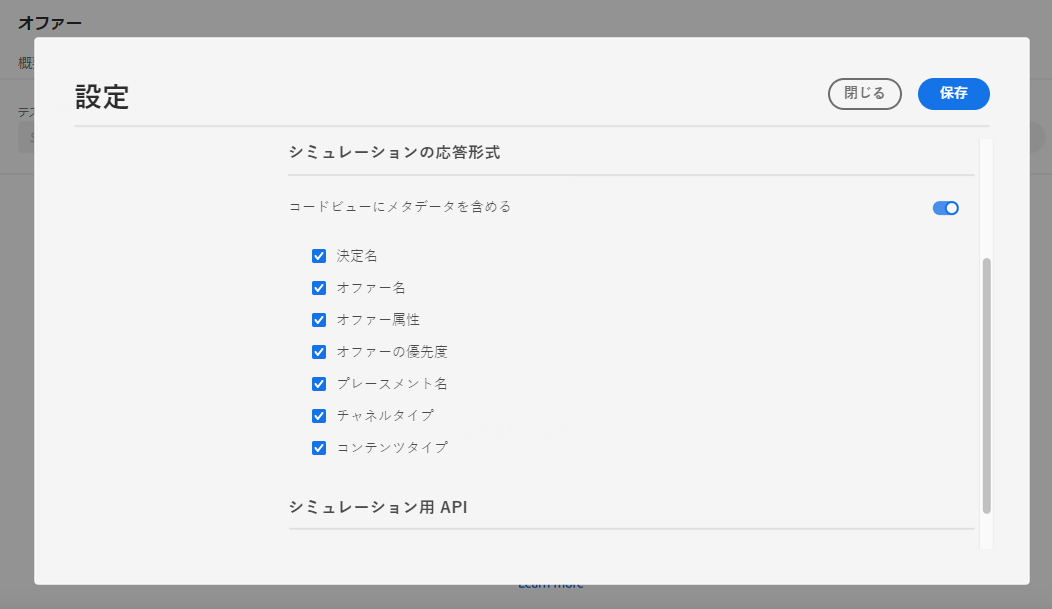 オファー
設定
閉じる
保存
シミュレーションの応答形式
コードビューにメタデータを含める
決定名
オファー名
オファー属性
オファーの優先度
プレースメント名
チャネルタイプ
コンテンツタイプ
シミュレーション用 API
Learn more